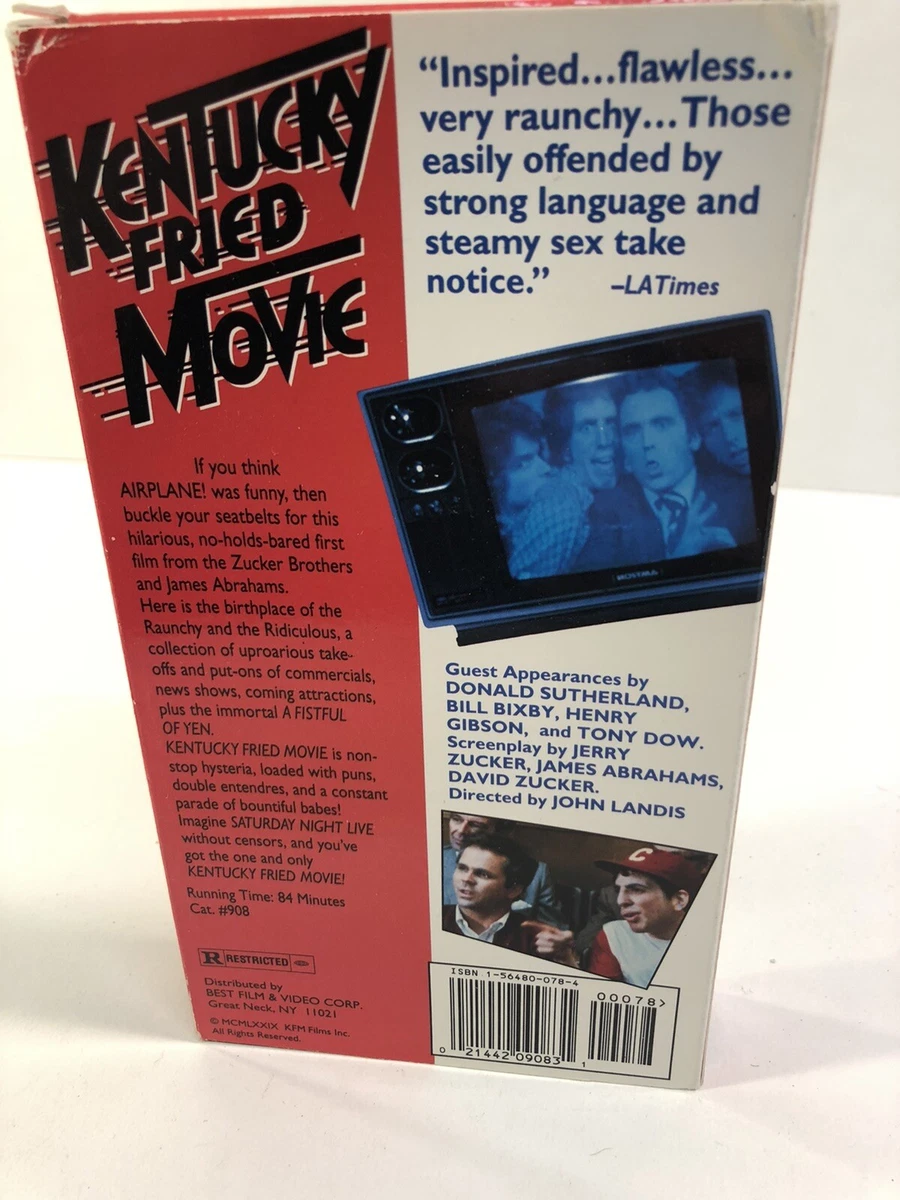 KENTUCKY
FRIED
MOVIE
"Inspired...flawless...
very raunchy...Those
easily offended by
strong language and
steamy sex take
notice."
–LA Times
If you think
AIRPLANE! was funny, then
buckle your seatbelts for this
hilarious, no-holds-bared first
film from the Zucker Brothers
and James Abrahams.
Here is the birthplace of the
Raunchy and the Ridiculous, a
collection of uproarious take-
offs and put-ons of commercials,
news shows, coming attractions,
plus the immortal A FISTFUL
OF YEN.
KENTUCKY FRIED MOVIE is non-
stop hysteria, loaded with puns,
double entendres, and a constant
parade of bountiful babes!
Imagine SATURDAY NIGHT LIVE
without censors, and you've
got the one and only
KENTUCKY FRIED MOVIE!
Running Time: 84 Minutes
Cat. #908
R RESTRICTED
Distributed by
BEST FILM & VIDEO CORP.
Great Neck, NY 11021
© MCMLXXIX KFM Films Inc.
All Rights Reserved.
Guest Appearances by
DONALD SUTHERLAND,
BILL BIXBY, HENRY
GIBSON, and TONY DOW.
Screenplay by JERRY
ZUCKER, JAMES ABRAHAMS,
DAVID ZUCKER.
Directed by JOHN LANDIS
C
ISBN 1-56480-078-4
00078>
0 21442 09083 1